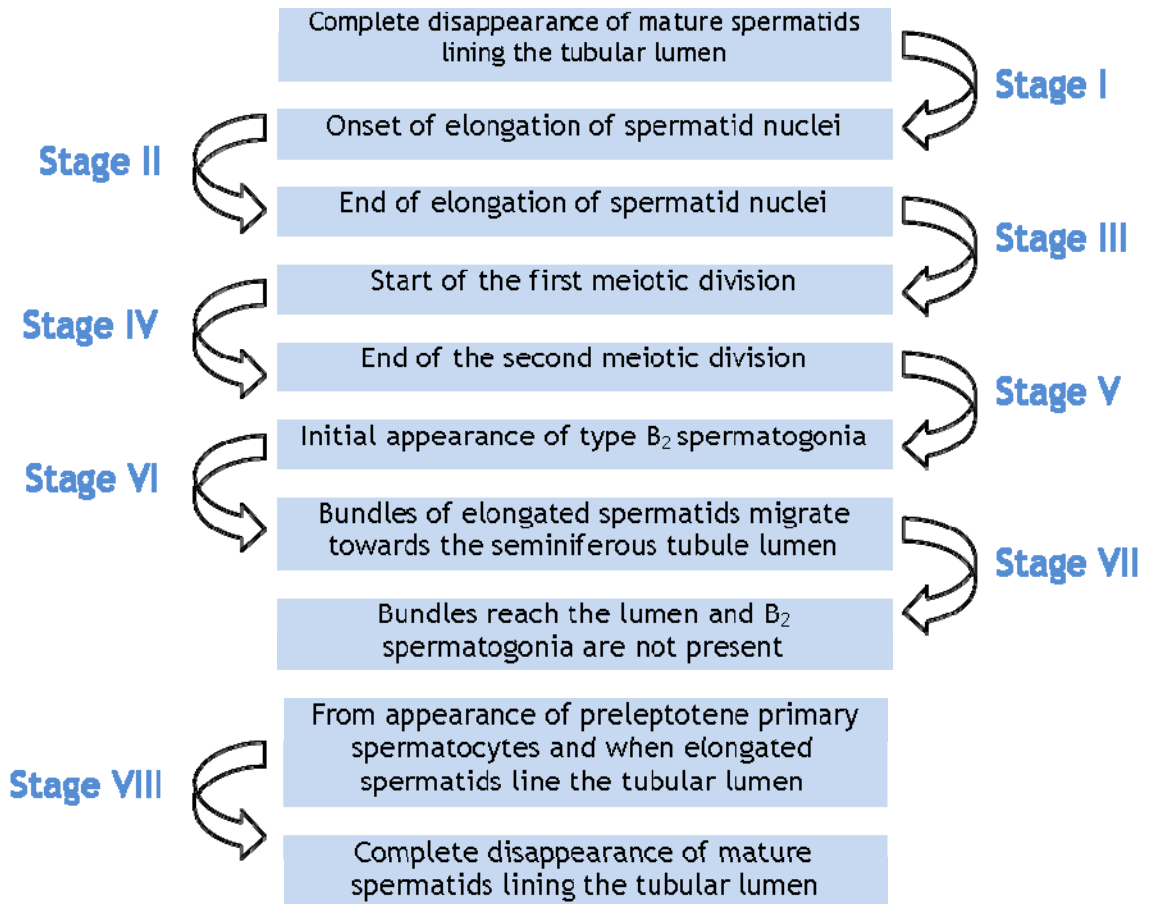 Complete disappearance of mature spermatids
lining the tubular lumen
Stage I
Onset of elongation of spermatid nuclei
Stage II
End of elongation of spermatid nuclei
Stage III
Start of the first meiotic division
Stage IV
End of the second meiotic division
Stage V
Initial appearance of type B₂ spermatogonia
Stage VI
Bundles of elongated spermatids migrate
towards the seminiferous tubule lumen
Stage VII
Bundles reach the lumen and B₂
spermatogonia are not present
From appearance of preleptotene primary
spermatocytes and when elongated
spermatids line the tubular lumen
Stage VIII
Complete disappearance of mature
spermatids lining the tubular lumen